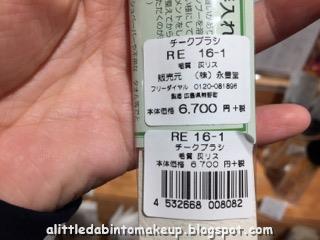 チークブラシ
RE 16-1
毛質 灰リス
販売元 (株) 永豊堂
フリーダイヤル 0120-081896
製造 広島県熊野町
本体価格 6.700 円+税
RE 16-1
チークブラシ
毛質 灰リス
本体価格 6 700 円+税
4 532668 008082
alittledabintomakeup.blogspot.com